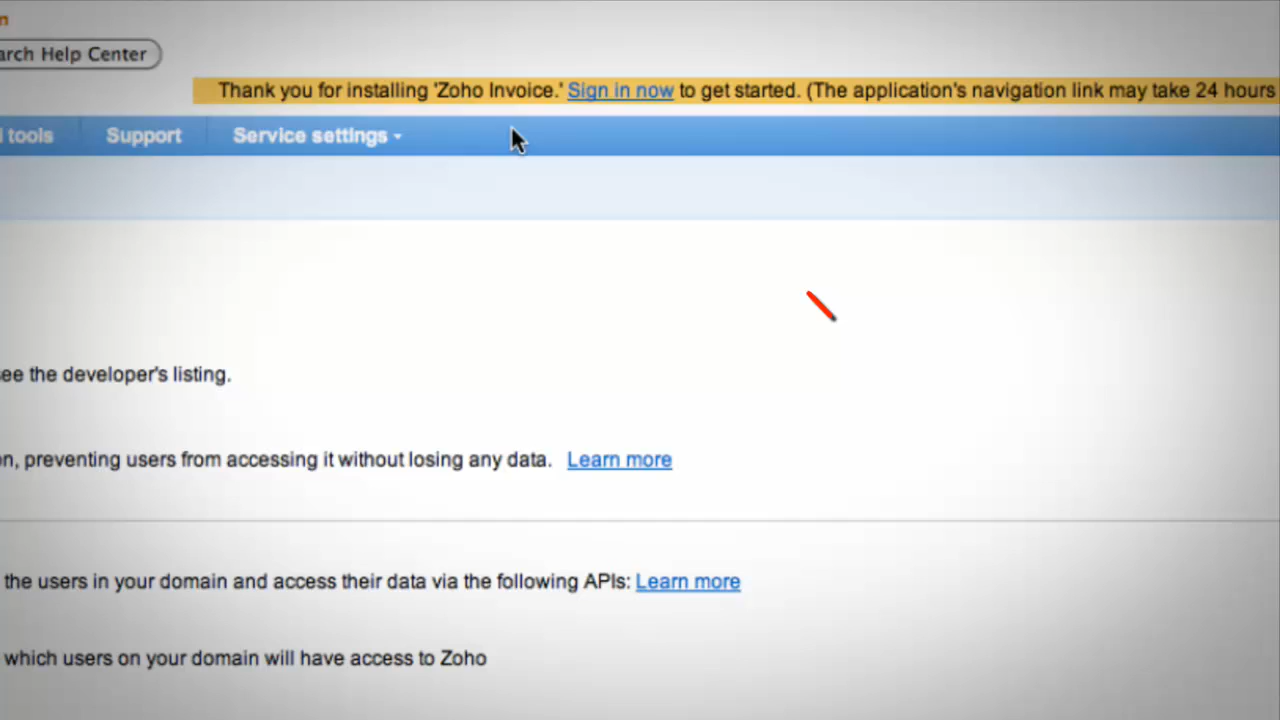 arch Help Center
Thank you for installing 'Zoho Invoice.' Sign in now to get started. (The application's navigation link may take 24 hours
tools Support Service settings
ee the developer's listing.
n, preventing users from accessing it without losing any data. Learn more
the users in your domain and access their data via the following APIs: Learn more
which users on your domain will have access to Zoho